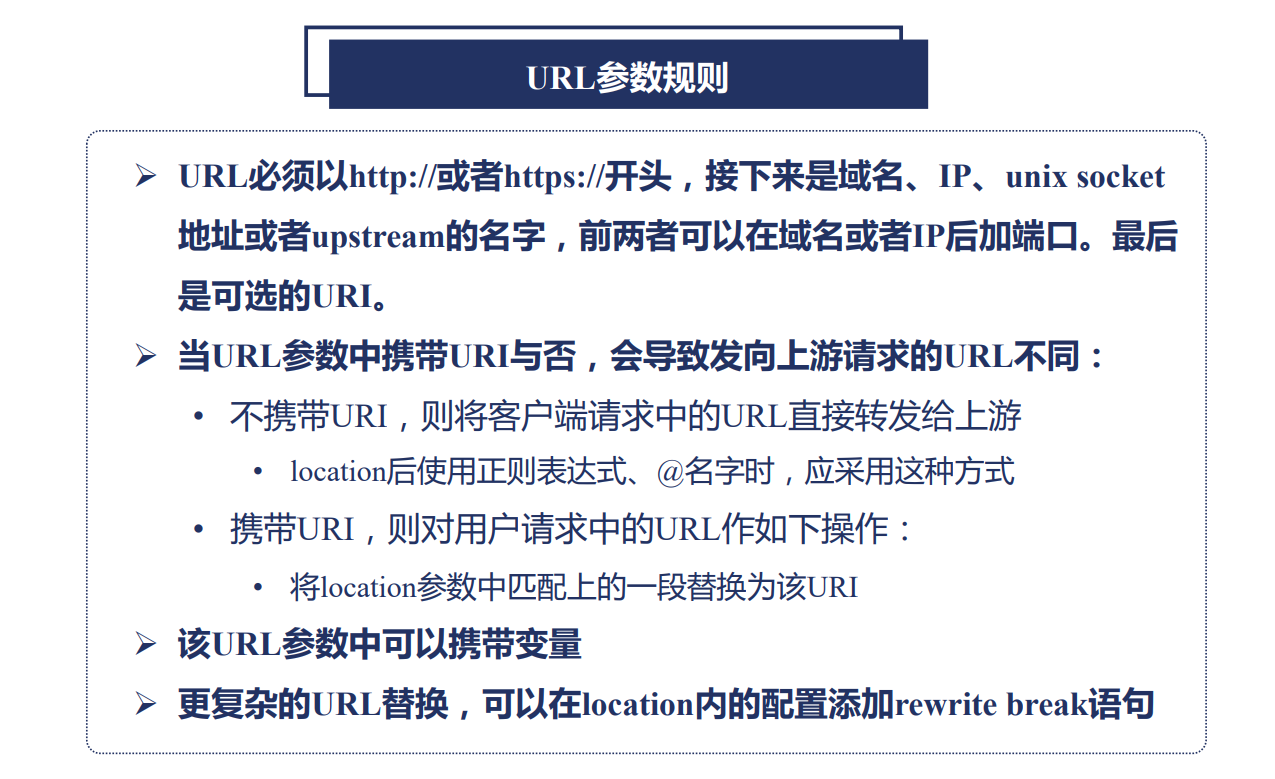 URL参数规则
➢ URL必须以http://或者https://开头，接下来是域名、IP、unix socket
地址或者upstream的名字，前两者可以在域名或者IP后加端口。最后
是可选的URI。
➢ 当URL参数中携带URI与否，会导致发向上游请求的URL不同：
• 不携带URI，则将客户端请求中的URL直接转发给上游
• location后使用正则表达式、@名字时，应采用这种方式
• 携带URI，则对用户请求中的URL作如下操作：
• 将location参数中匹配上的一段替换为该URI
➢ 该URL参数中可以携带变量
➢ 更复杂的URL替换，可以在location内的配置添加rewrite break语句